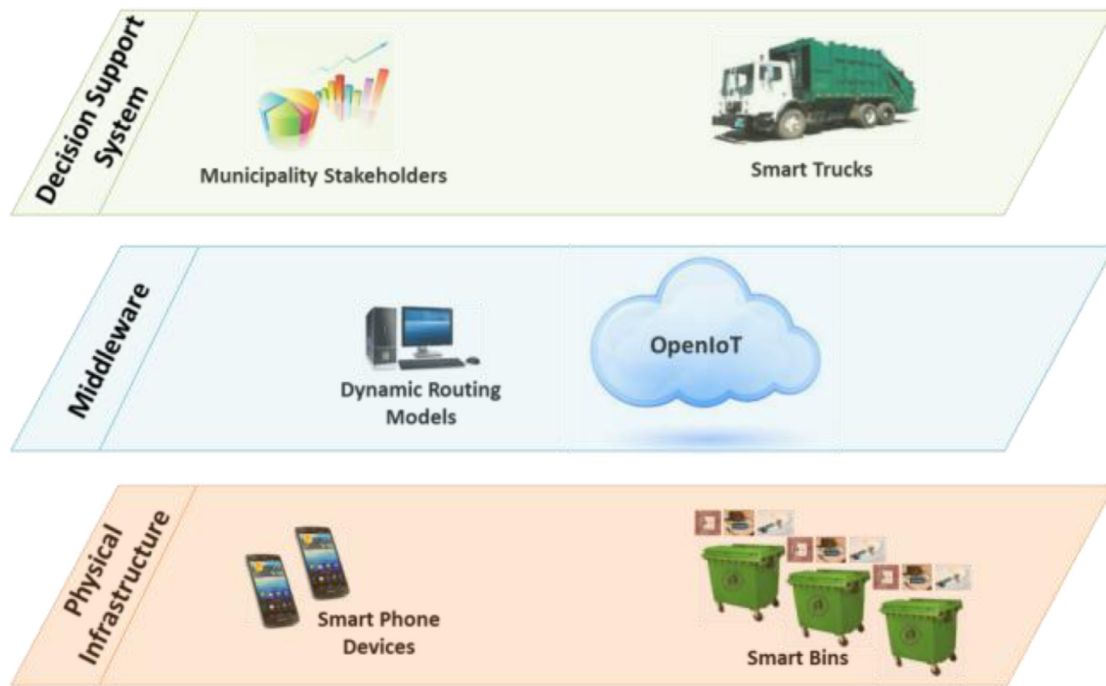 Decision Support
System
Municipality Stakeholders
Smart Trucks
Middleware
Dynamic Routing
Models
OpenIoT
Physical
Infrastructure
Smart Phone
Devices
Smart Bins